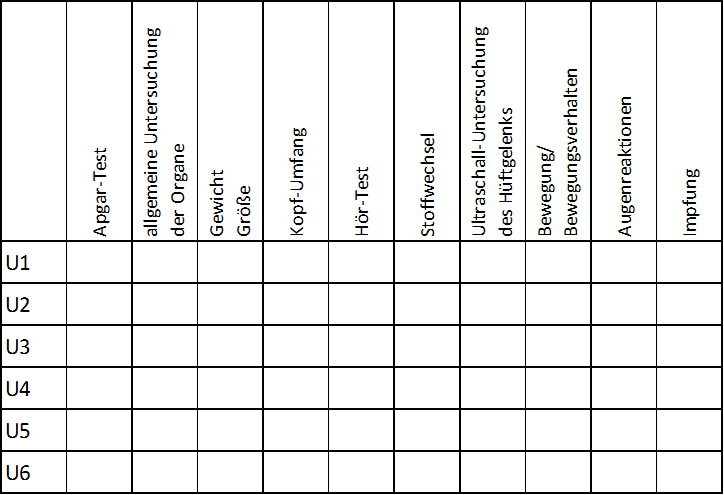 Apgar-Test
allgemeine Untersuchung
der Organe
Gewicht
Größe
Kopf-Umfang
Hör-Test
Stoffwechsel
Ultraschall-Untersuchung
des Hüftgelenks
Bewegung/
Bewegungsverhalten
Augenreaktionen
Impfung
U1
U2
U3
U4
U5
U6